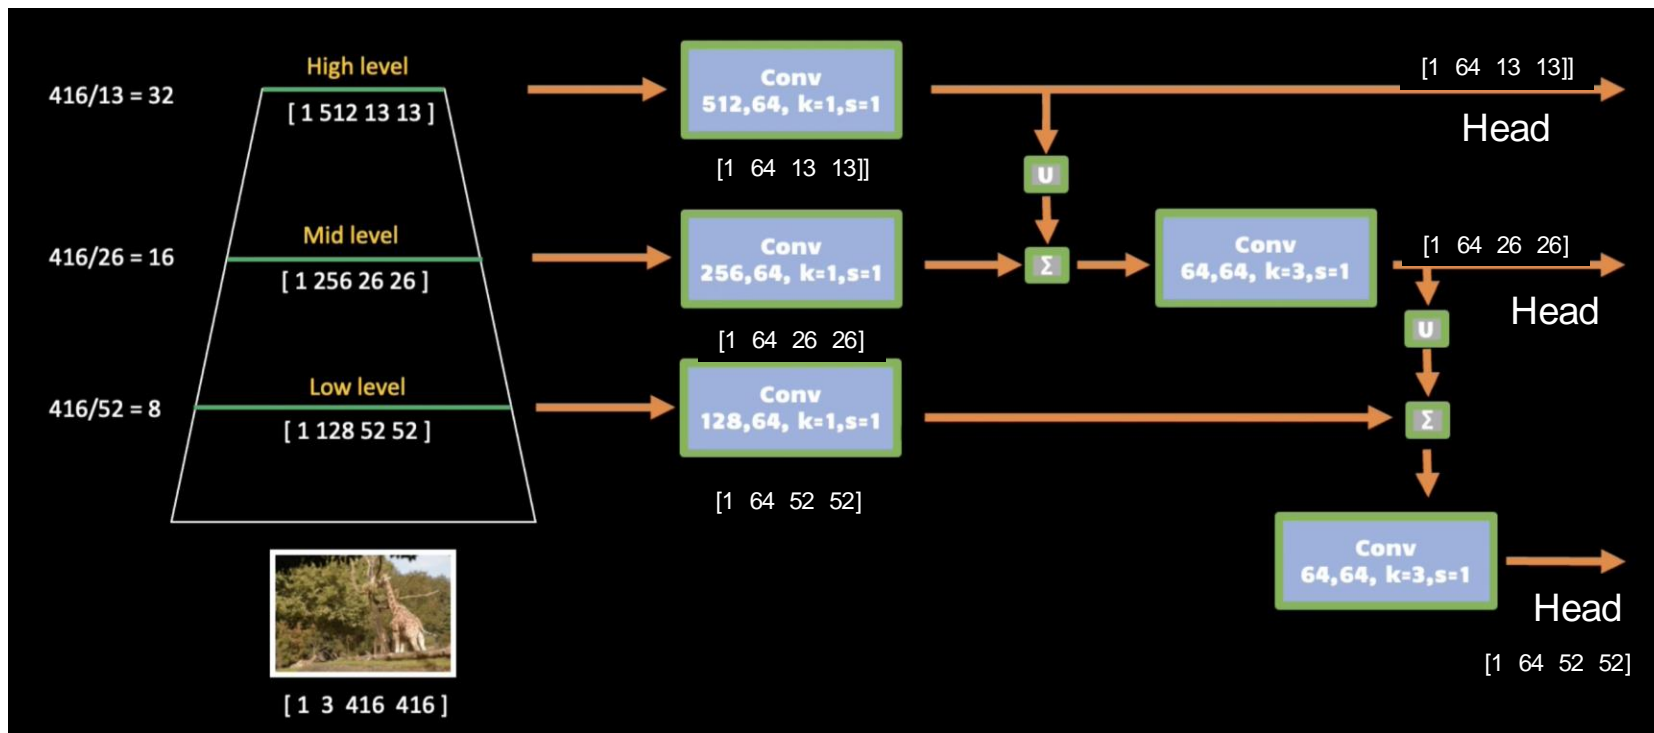 416/13 = 32
High level
[ 1 512 13 13 ]
Conv
512,64, k=1,s=1
[1 64 13 13]]
[1 64 13 13]]
Head
U
416/26 = 16
Mid level
[ 1 256 26 26 ]
Conv
256,64, k=1,s=1
[1 64 26 26]
Σ
Conv
64,64, k=3,s=1
[1 64 26 26]
Head
U
416/52 = 8
Low level
[ 1 128 52 52 ]
Conv
128,64, k=1,s=1
[1 64 52 52]
Σ
Conv
64,64, k=3,s=1
Head
[1 64 52 52]
[ 1 3 416 416 ]